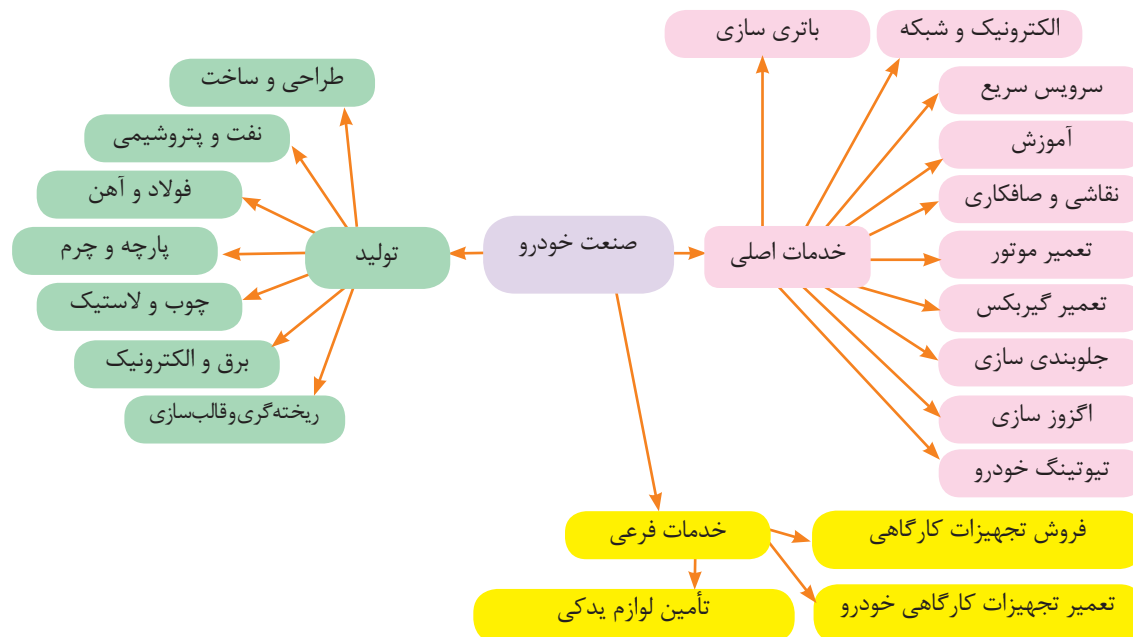 باتری سازی
الکترونیک و شبکه
سرویس سریع
آموزش
نقاشی و صافکاری
تعمیر موتور
تعمیر گیربکس
جلوبندی سازی
اگزوز سازی
تیوتینگ خودرو
خدمات اصلی
صنعت خودرو
تولید
طراحی و ساخت
نفت و پتروشیمی
فولاد و آهن
پارچه و چرم
چوب و لاستیک
برق و الکترونیک
ریخته‌گری‌وقالب‌سازی
خدمات فرعی
فروش تجهیزات کارگاهی
تعمیر تجهیزات کارگاهی خودرو
تأمین لوازم یدکی